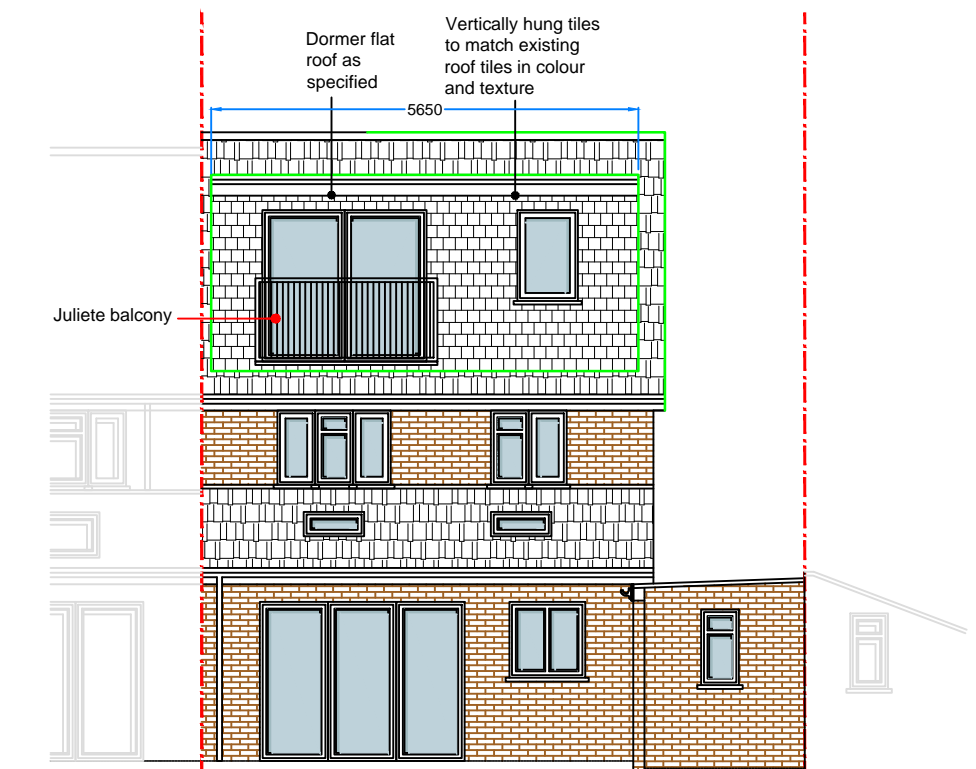 Dormer flat
roof as
specified
Vertically hung tiles
to match existing
roof tiles in colour
and texture
5650
Juliete balcony